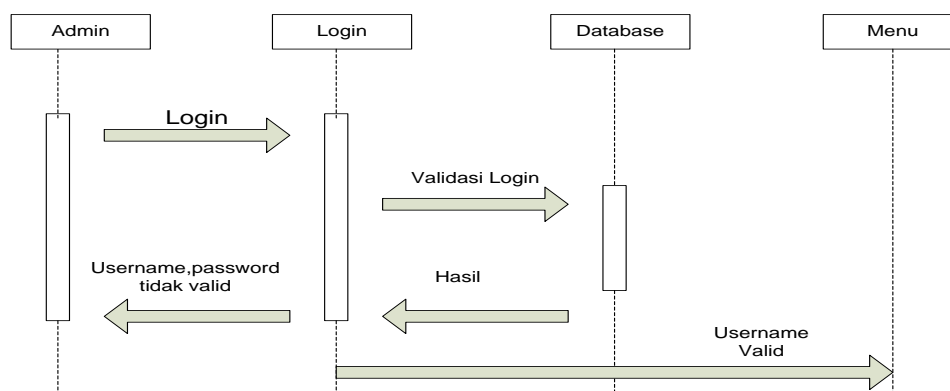 Admin
Login
Database
Menu
Login
Validasi Login
Username,password
tidak valid
Hasil
Username
Valid